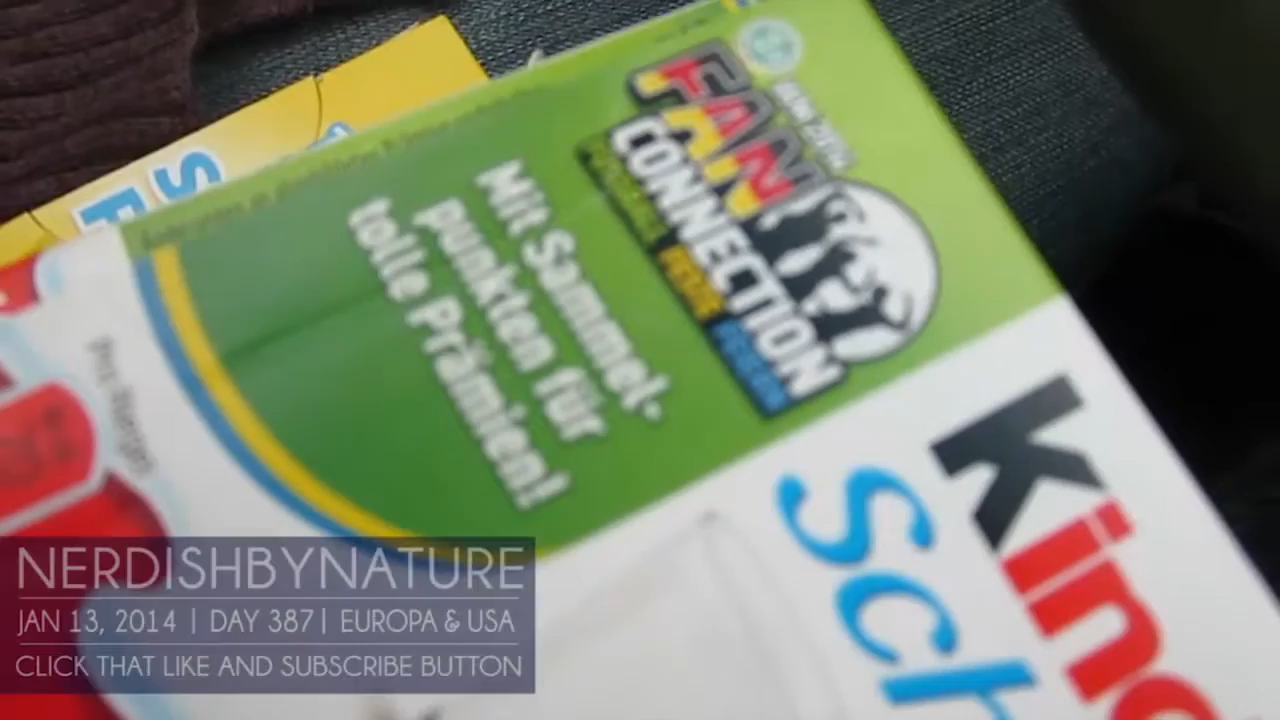 FAN
CONNECTION
Mit Sammel-
punkten für
tolle Prämien!
Kin
Sch
NERDISHBYNATURE
JAN 13, 2014 | DAY 387| EUROPA & USA
CLICK THAT LIKE AND SUBSCRIBE BUTTON